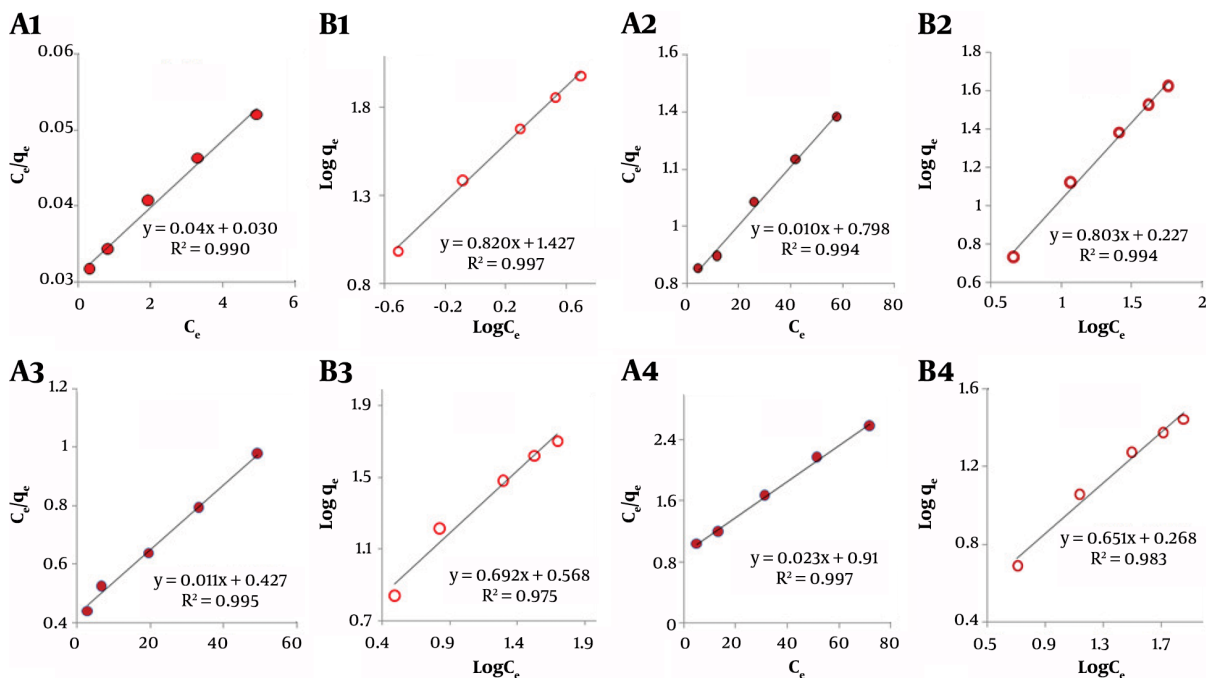 A1
0.06
0.05
0.04
0.03
0
2
4
6
Cₑ/qₑ
Cₑ
y = 0.04x + 0.030
R² = 0.990
B1
1.8
1.3
0.8
-0.6
-0.2
0.2
0.6
Log qₑ
LogCₑ
y = 0.820x + 1.427
R² = 0.997
A2
1.6
1.4
1.1
1
0.8
0
20
40
60
80
Cₑ/qₑ
Cₑ
y = 0.010x + 0.798
R² = 0.994
B2
1.8
1.6
1.4
1.2
1.0
0.8
0.6
0.5
1
1.5
2
Log qₑ
LogCₑ
y = 0.803x + 0.227
R² = 0.994
A3
1.2
1
0.8
0.6
0.4
0
20
40
60
Cₑ/qₑ
Cₑ
y = 0.011x + 0.427
R² = 0.995
B3
1.9
1.5
1.1
0.7
0.4
0.9
1.4
1.9
Log qₑ
LogCₑ
y = 0.692x + 0.568
R² = 0.975
A4
2.4
1.6
0.8
0
0
20
40
60
80
Cₑ/qₑ
Cₑ
y = 0.023x + 0.91
R² = 0.997
B4
1.6
1.2
0.8
0.4
0.5
0.9
1.3
1.7
Log qₑ
LogCₑ
y = 0.651x + 0.268
R² = 0.983